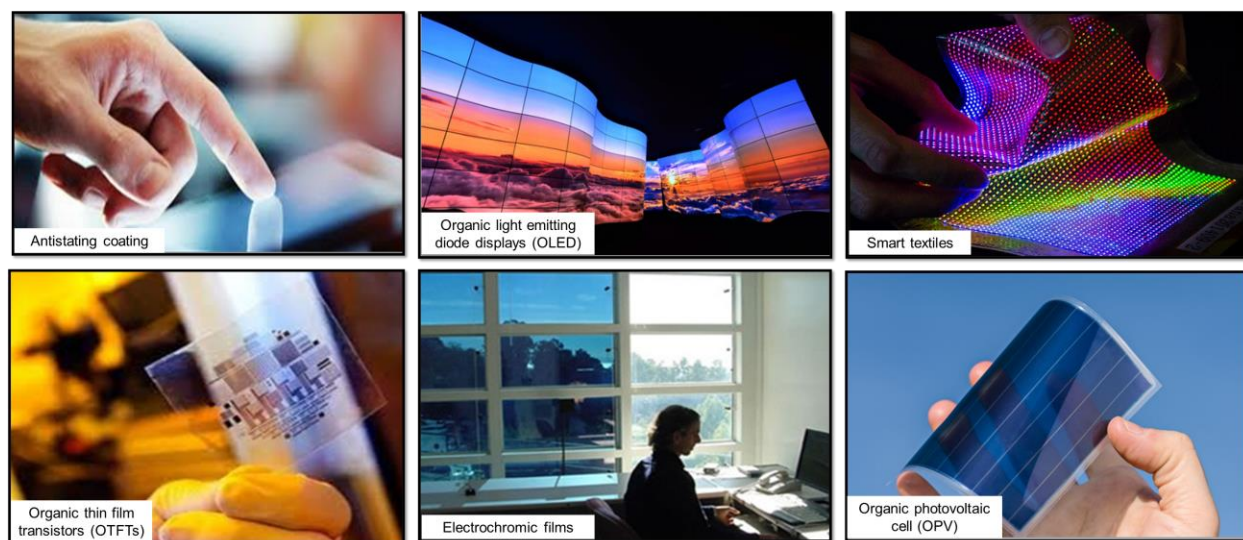 Antistating coating
Organic light emitting
diode displays (OLED)
Smart textiles
Organic thin film
transistors (OTFTs)
Electrochromic films
Organic photovoltaic
cell (OPV)